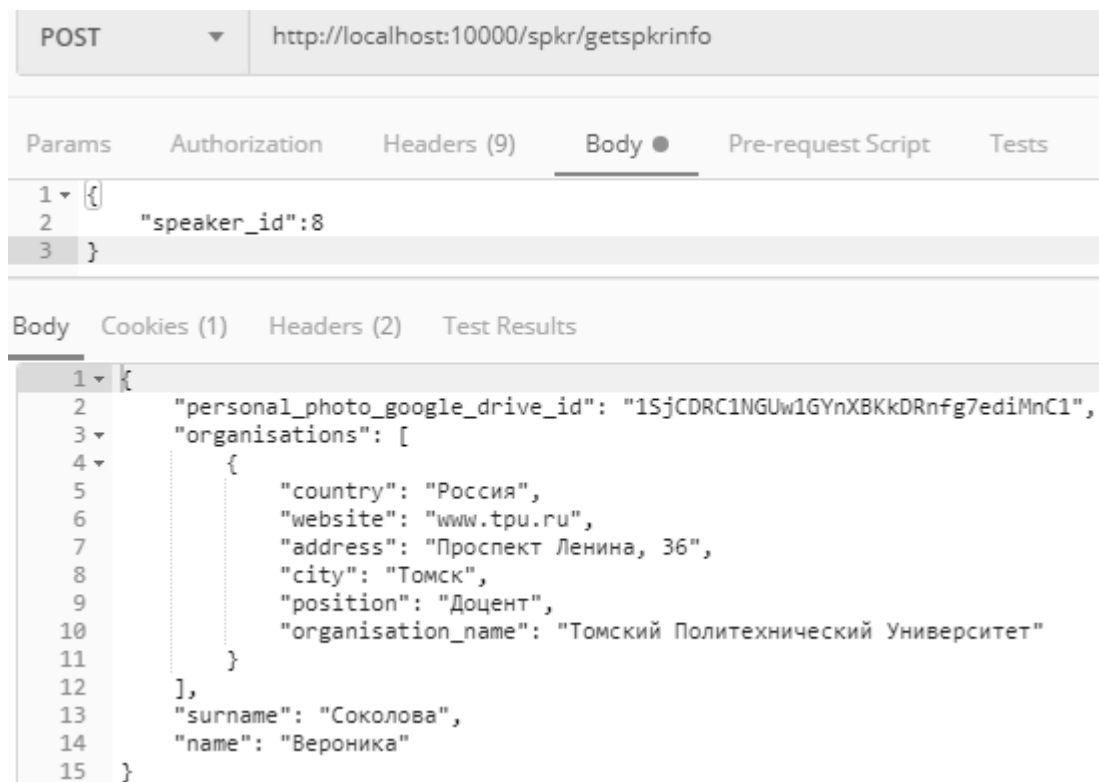 POST http://localhost:10000/spkr/getspkrinfo
Params Authorization Headers (9) Body Pre-request Script Tests
1 {
2 "speaker_id":8
3 }
Body Cookies (1) Headers (2) Test Results
1 {
2 "personal_photo_google_drive_id": "1SjCDRC1NGUw1GYnXBKkDRnfg7ediMnC1",
3 "organisations": [
4 {
5 "country": "Россия",
6 "website": "www.tpu.ru",
7 "address": "Проспект Ленина, 36",
8 "city": "Томск",
9 "position": "Доцент",
10 "organisation_name": "Томский Политехнический Университет"
11 }
12 ],
13 "surname": "Соколова",
14 "name": "Вероника"
15 }